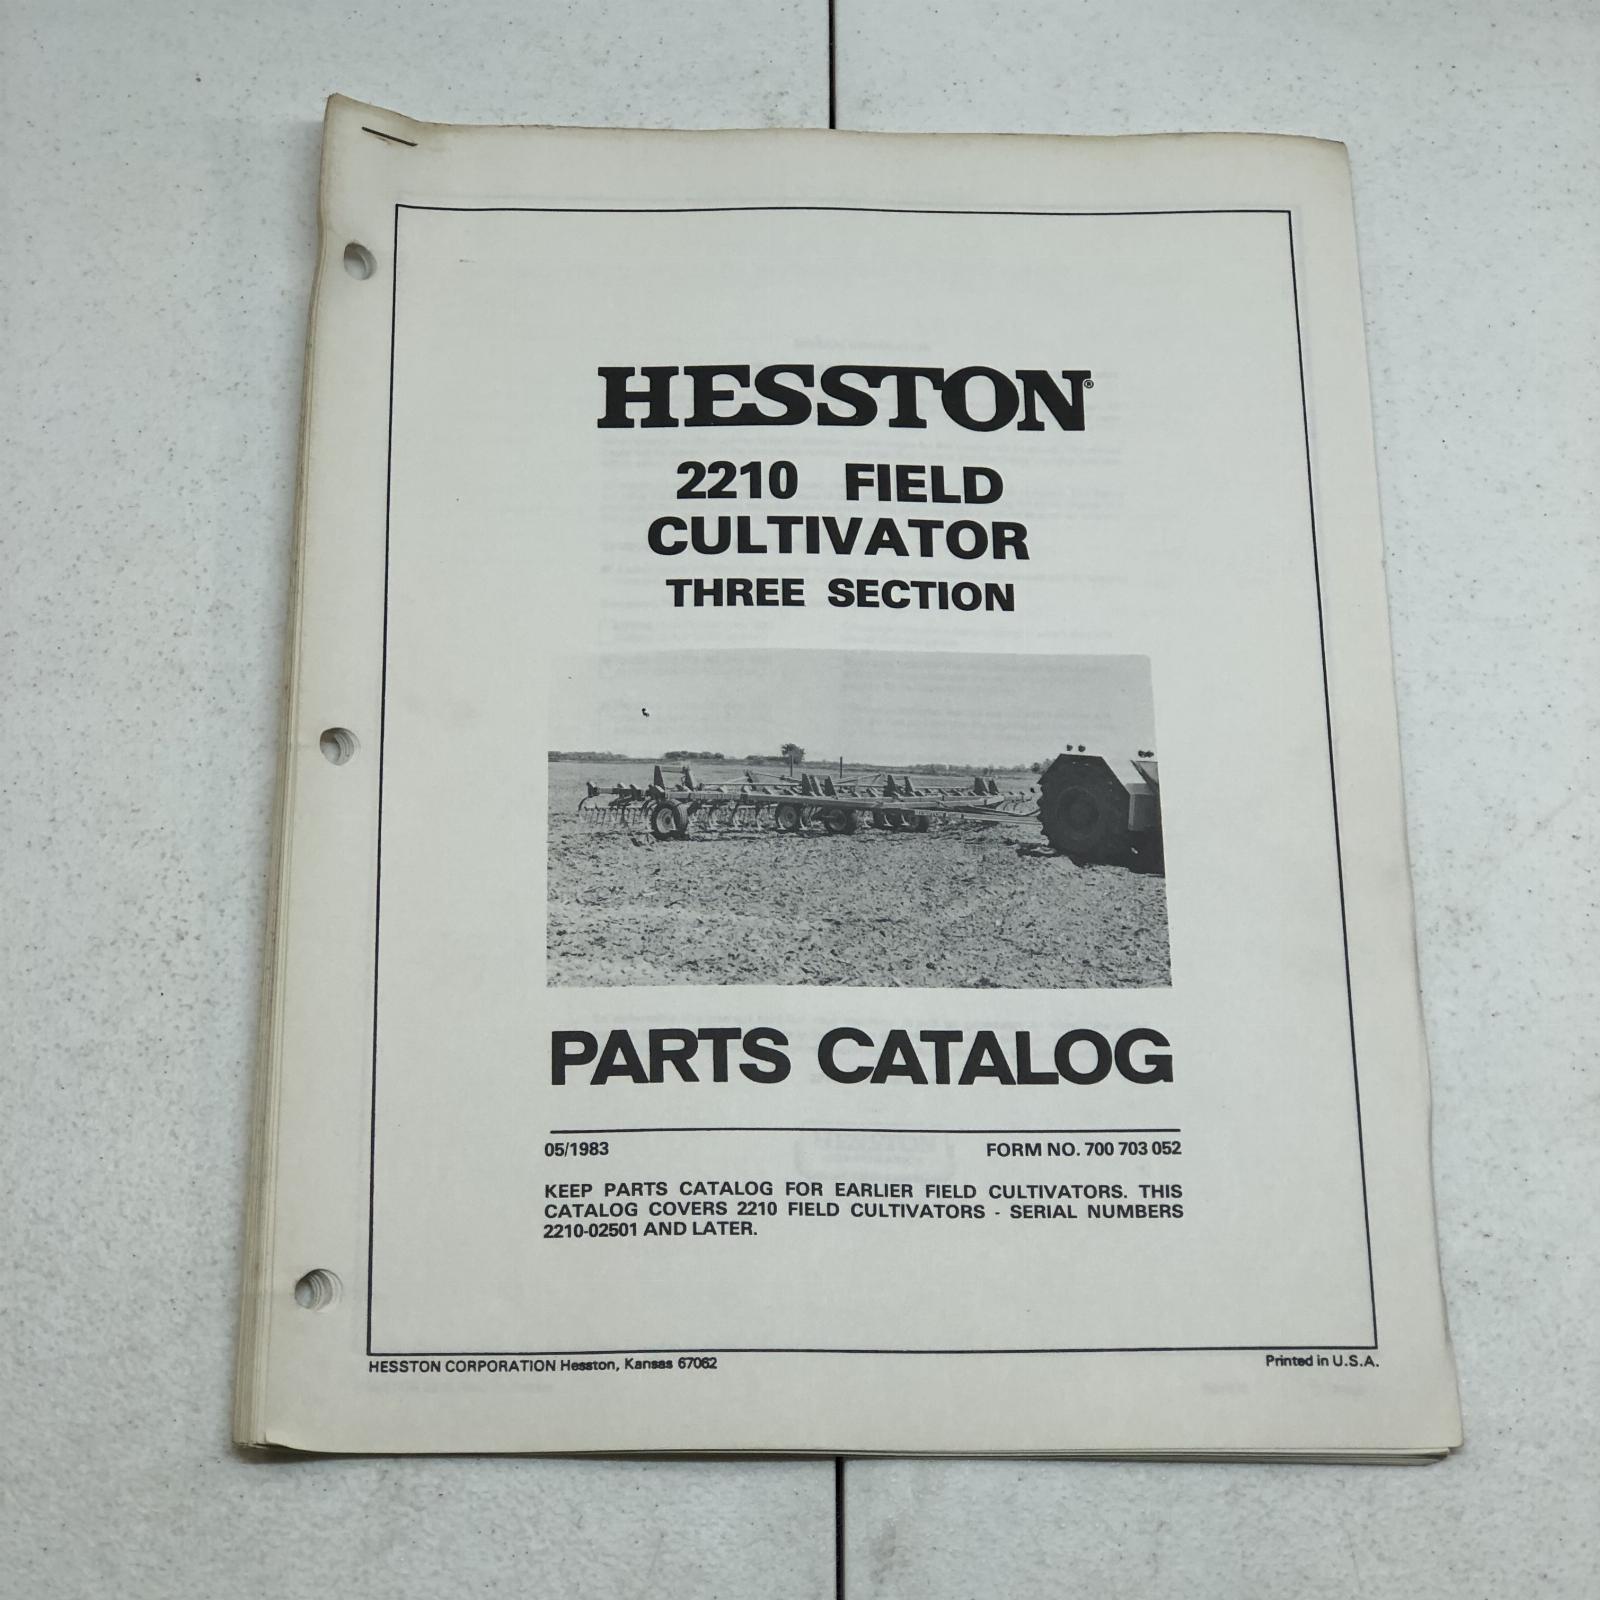 HESSTON®
2210 FIELD
CULTIVATOR
THREE SECTION
PARTS CATALOG
05/1983 FORM NO. 700 703 052
KEEP PARTS CATALOG FOR EARLIER FIELD CULTIVATORS. THIS
CATALOG COVERS 2210 FIELD CULTIVATORS - SERIAL NUMBERS
2210-02501 AND LATER.
HESSTON CORPORATION Hesston, Kansas 67062 Printed in U.S.A.